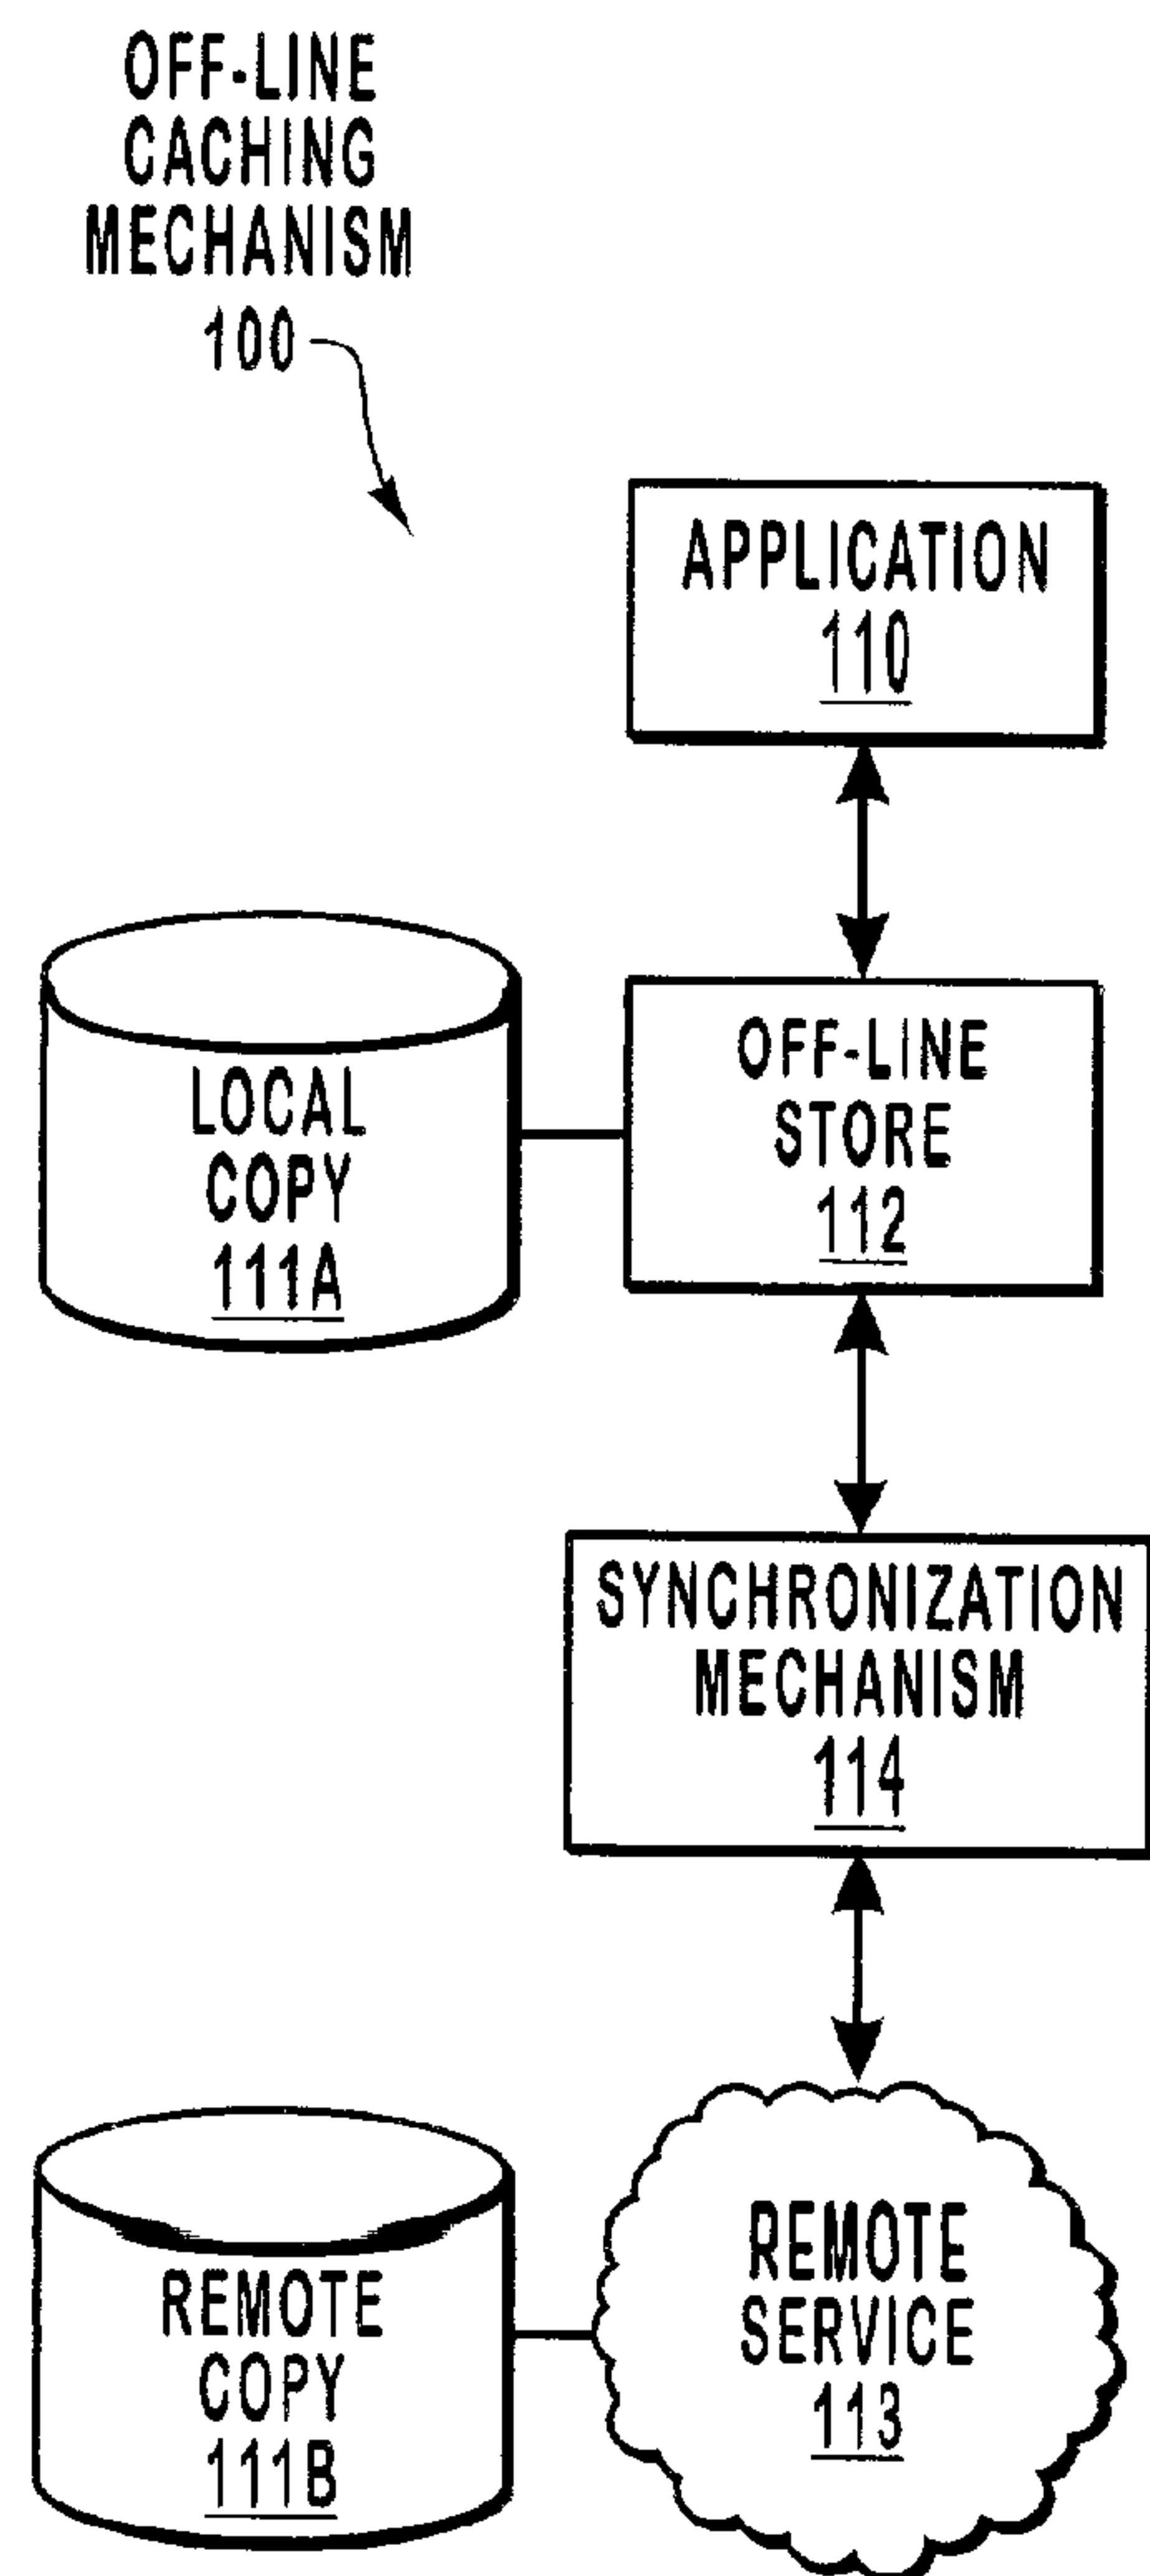 OFF-LINE
CACHING
MECHANISM
100
APPLICATION
110
LOCAL
COPY
111A
OFF-LINE
STORE
112
SYNCHRONIZATION
MECHANISM
114
REMOTE
COPY
111B
REMOTE
SERVICE
113